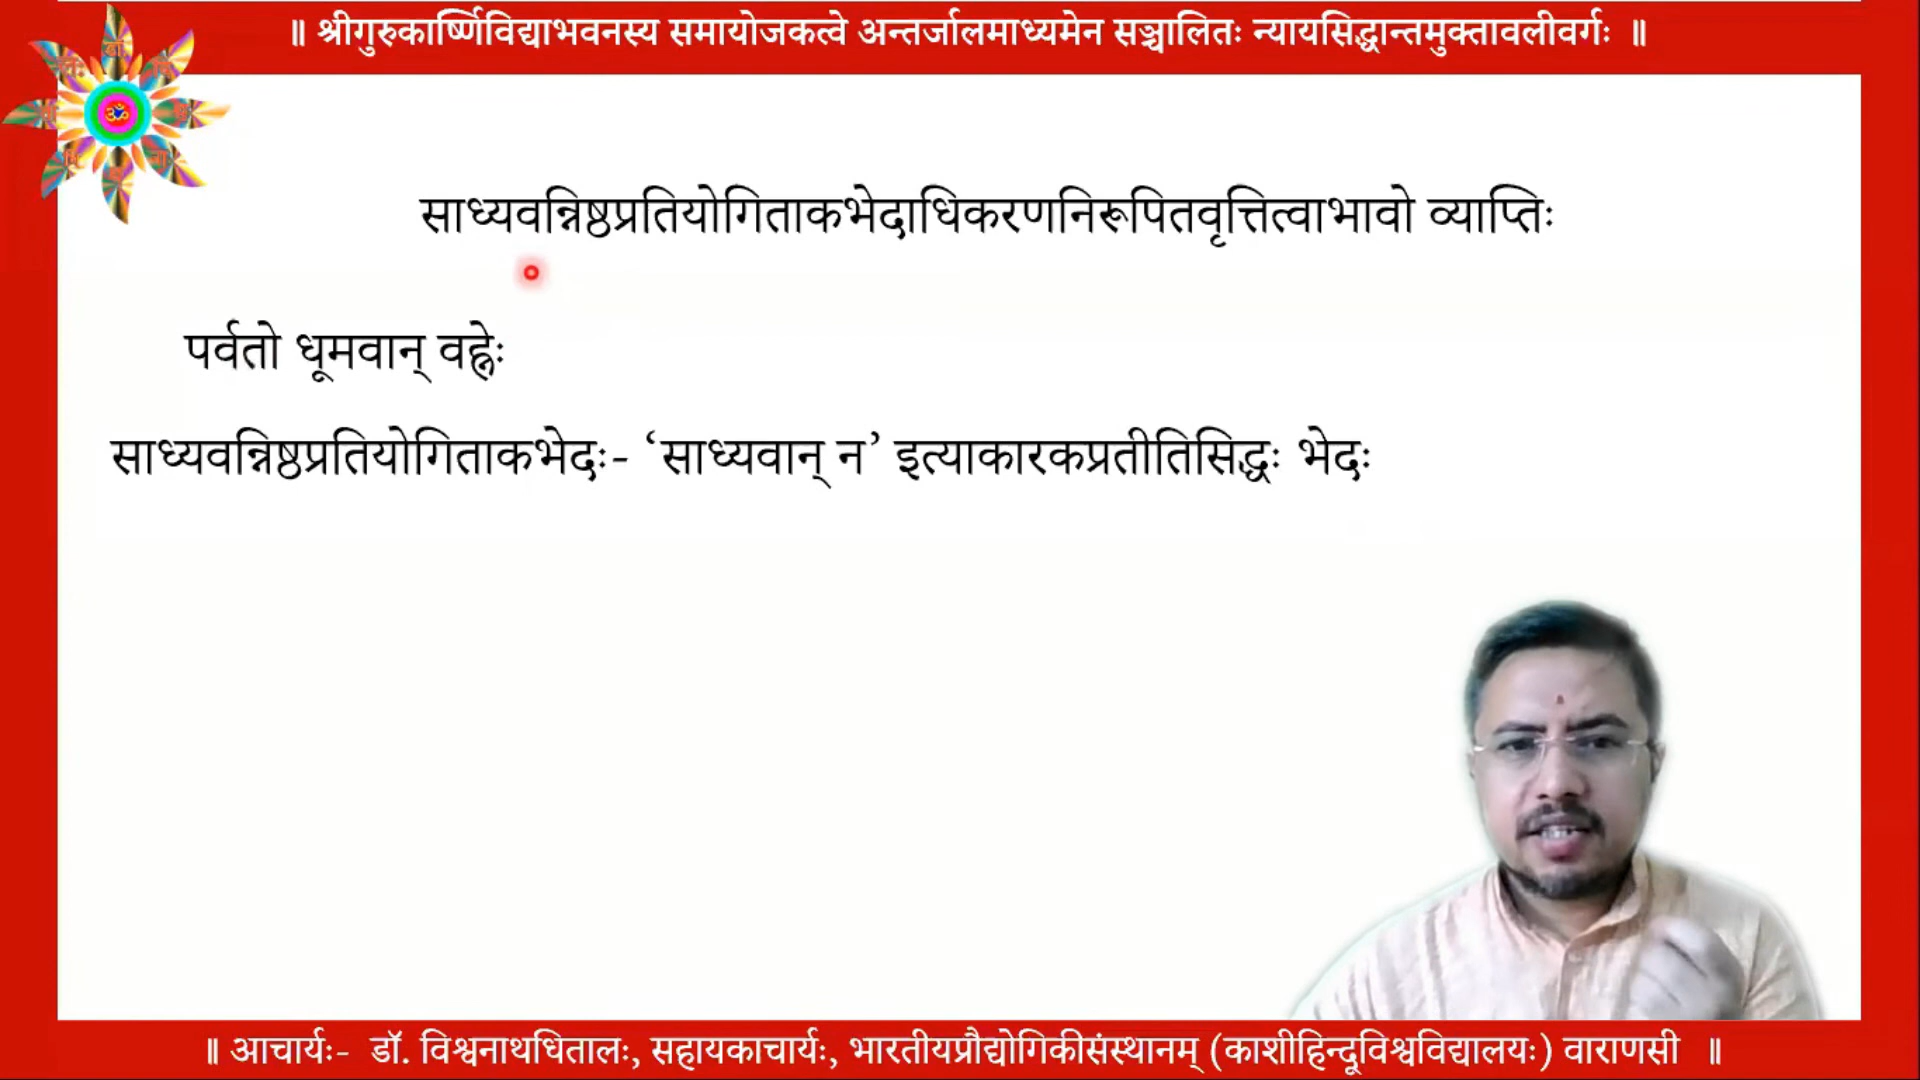 ॥ श्रीगुरुकार्ष्णिविद्याभवनस्य समायोजकत्वे अन्तर्जालमाध्यमेन सञ्चालितः न्यायसिद्धान्तमुक्तावलीवर्गः ॥
साध्यवन्निष्ठप्रतियोगिताकभेदाधिकरणनिरूपितवृत्तित्वाभावो व्याप्तिः
पर्वतो धूमवान् वह्नेः
साध्यवन्निष्ठप्रतियोगिताकभेदः- ‘साध्यवान् न’ इत्याकारकप्रतीतिसिद्धः भेदः
॥ आचार्यः- डॉ. विश्वनाथधितालः, सहायकाचार्यः, भारतीयप्रौद्योगिकीसंस्थानम् (काशीहिन्दूविश्वविद्यालयः) वाराणसी ॥